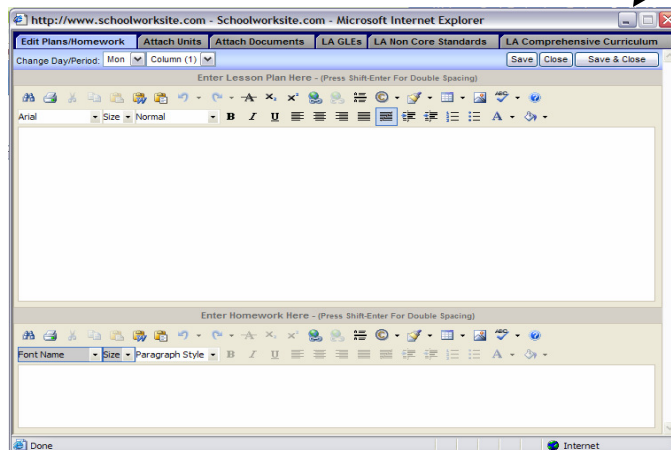 http://www.schoolworksite.com - Schoolworksite.com - Microsoft Internet Explorer
Edit Plans/Homework Attach Units Attach Documents LA GLEs LA Non Core Standards LA Comprehensive Curriculum
Change Day/Period: Mon Column (1) Save Close Save & Close
Enter Lesson Plan Here - (Press Shift-Enter For Double Spacing)
Arial Size Normal B I U A
Enter Homework Here - (Press Shift-Enter For Double Spacing)
Font Name Size Paragraph Style B I U A
Done Internet